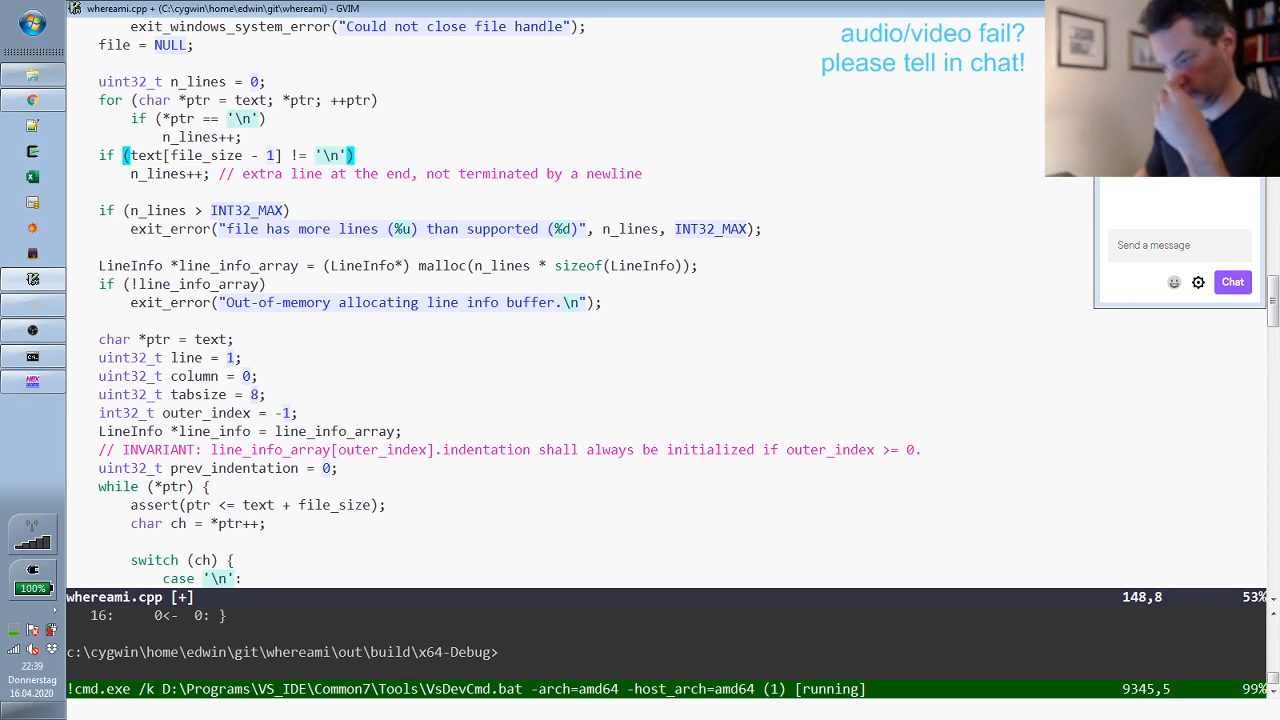 whereami.cpp + (C:\cygwin\home\edwin\git\whereami) - GVIM
exit_windows_system_error("Could not close file handle");
file = NULL;
audio/video fail?
please tell in chat!
uint32_t n_lines = 0;
for (char *ptr = text; *ptr; ++ptr)
if (*ptr == '\n')
n_lines++;
if (text[file_size - 1] != '\n')
n_lines++; // extra line at the end, not terminated by a newline
if (n_lines > INT32_MAX)
exit_error("file has more lines (%u) than supported (%d)", n_lines, INT32_MAX);
Send a message
Chat
LineInfo *line_info_array = (LineInfo*) malloc(n_lines * sizeof(LineInfo));
if (!line_info_array)
exit_error("Out-of-memory allocating line info buffer.\n");
char *ptr = text;
uint32_t line = 1;
uint32_t column = 0;
uint32_t tabsize = 8;
int32_t outer_index = -1;
LineInfo *line_info = line_info_array;
// INVARIANT: line_info_array[outer_index].indentation shall always be initialized if outer_index >= 0.
uint32_t prev_indentation = 0;
while (*ptr) {
assert(ptr <= text + file_size);
char ch = *ptr++;
switch (ch) {
case '\n':
whereami.cpp [+] 148,8 53%
16: 0<- 0: }
c:\cygwin\home\edwin\git\whereami\out\build\x64-Debug>
!cmd.exe /k D:\Programs\VS_IDE\Common7\Tools\VsDevCmd.bat -arch=amd64 -host_arch=amd64 (1) [running] 9345,5 99%
HEX
100%
22:39
Donnerstag
16.04.2020